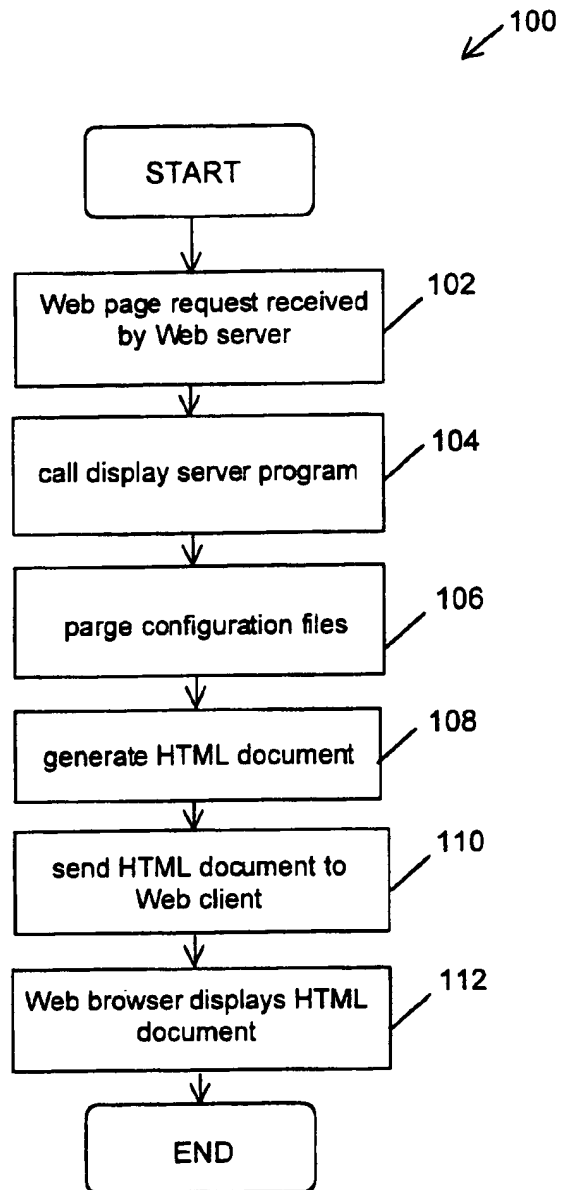 100
START
Web page request received
by Web server
102
call display server program
104
parge configuration files
106
generate HTML document
108
send HTML document to
Web client
110
Web browser displays HTML
document
112
END